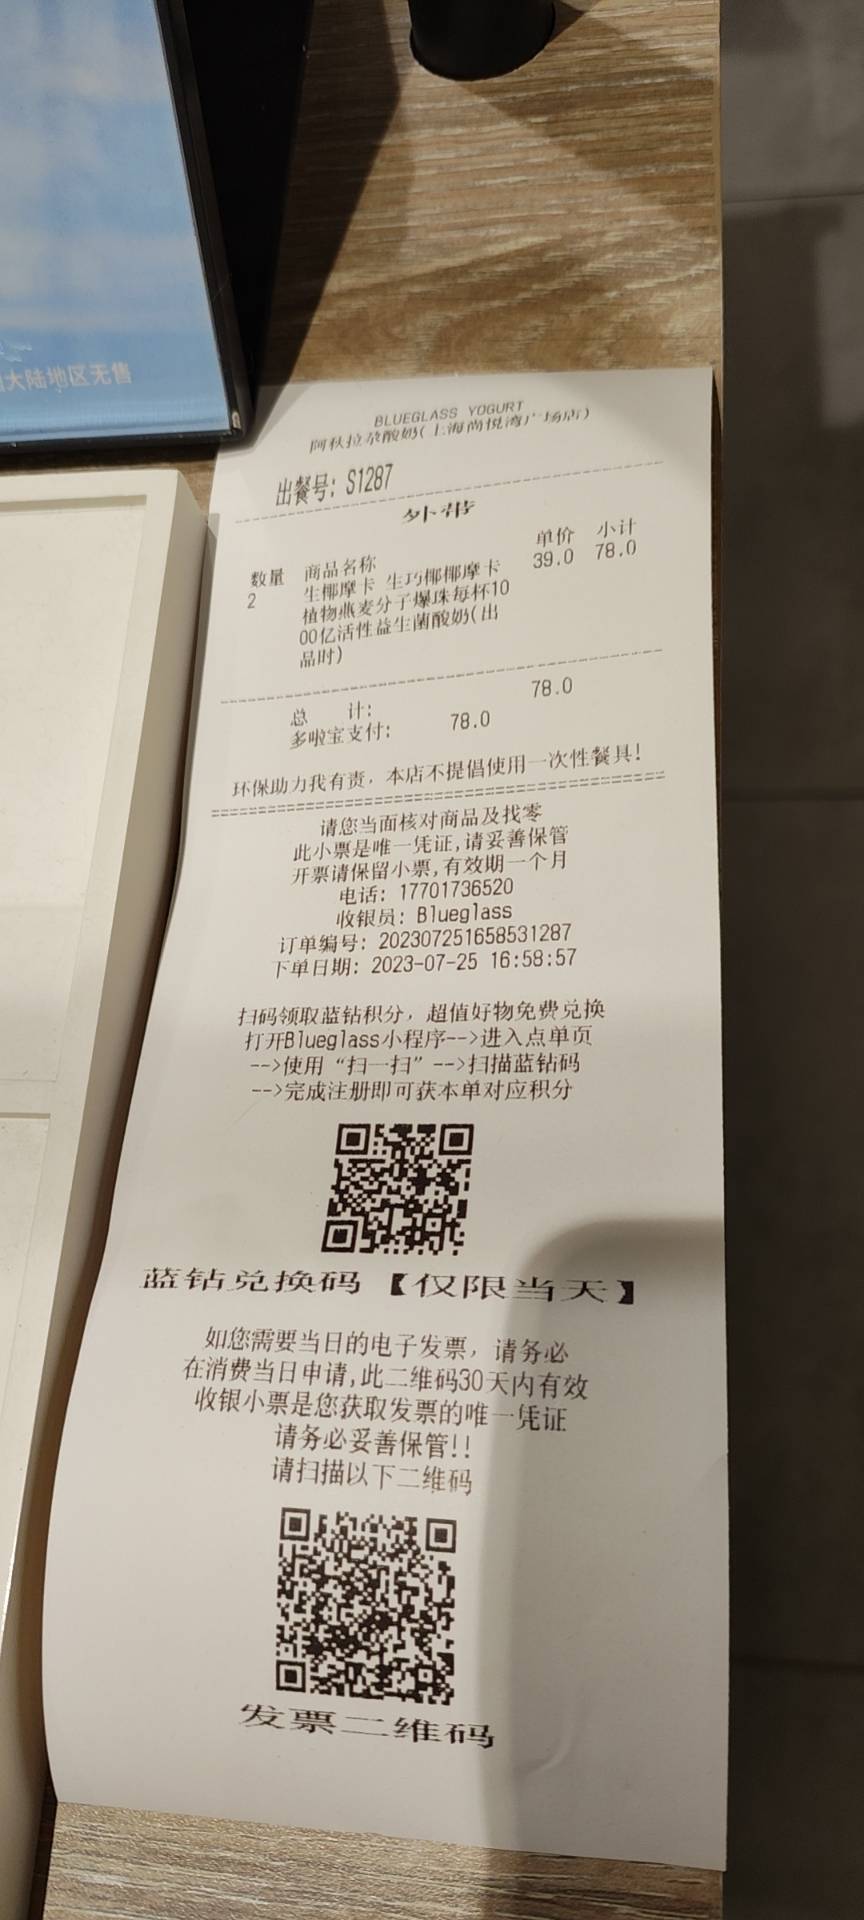 大陆地区无售
BLUEGLASS YOGURT
阿秋拉尕酸奶(上海尚悦湾广场店)
出餐号: S1287
外带
数量 商品名称 单价 小计
2 生椰摩卡 生巧椰椰摩卡 39.0 78.0
植物燕麦分子爆珠每杯10
00亿活性益生菌酸奶(出
品时)
总 计: 78.0
多啦宝支付: 78.0
环保助力我有责，本店不提倡使用一次性餐具!
请您当面核对商品及找零
此小票是唯一凭证,请妥善保管
开票请保留小票,有效期一个月
电话: 17701736520
收银员: Blueglass
订单编号: 202307251658531287
下单日期: 2023-07-25 16:58:57
扫码领取蓝钻积分，超值好物免费兑换
打开Blueglass小程序-->进入点单页
-->使用“扫一扫”-->扫描蓝钻码
-->完成注册即可获本单对应积分
蓝钻兑换码【仅限当天】
如您需要当日的电子发票，请务必
在消费当日申请,此二维码30天内有效
收银小票是您获取发票的唯一凭证
请务必妥善保管!!
请扫描以下二维码
发票二维码